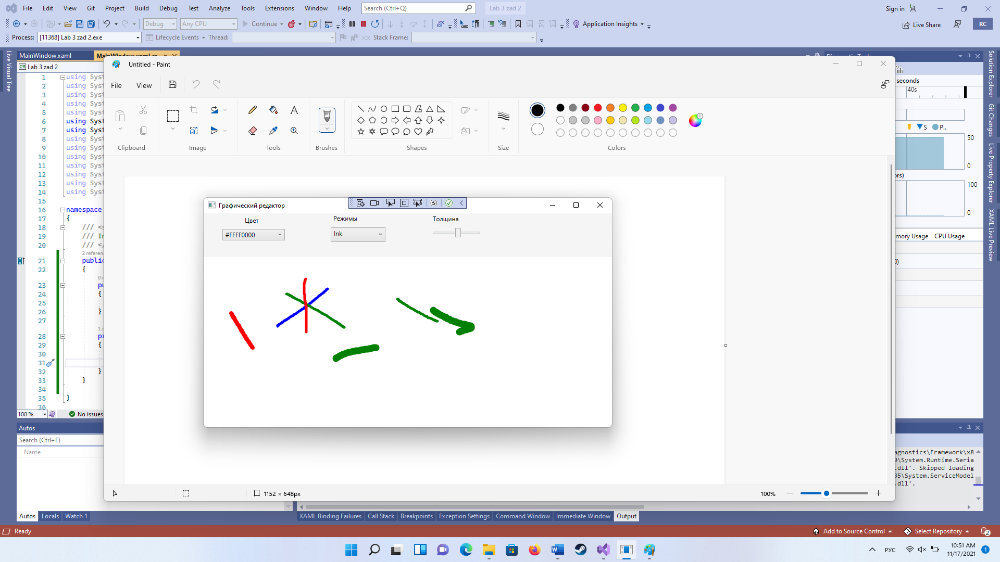 File Edit View Git Project Build Debug Test Analyze Tools Extensions Window Help Search (Ctrl+Q) Lab 3 zad 2 Sign in
Debug Any CPU Continue Application Insights Live Share RC
Process: [11368] Lab 3 zad 2.exe Lifecycle Events Thread: Stack Frame:
Live Visual Tree
MainWindow.xaml MainWindow.xaml.cs
Lab 3 zad 2
1 using Syst
2 using Syst
3 using Syst
4 using Syst
5 using Syst
6 using Syst
7 using Syst
8 using Syst
9 using Syst
10 using Syst
11 using Syst
12 using Syst
13 using Syst
14 using Syst
15
16 namespace
17 {
18 /// <s
19 /// In
20 /// </
2 referen
21 public
22 {
0 r
23 pu
24 {
25
26 }
27
1 r
28 pr
29 {
30
31
32 }
33 }
34
35 }
36
100 % No issues
Autos
Search (Ctrl+E)
Name
Autos Locals Watch 1
Untitled - Paint
File View
Clipboard Image Tools Brushes Shapes Size Colors
Графический редактор
Цвет Режимы Толщина
#FFFF0000 Ink
1152 × 648px 100%
Diagnostic Tools
seconds
40s
S P..
50
0
ors)
100
0
mory Usage CPU Usage
0)
Solution Explorer
Git Changes
Live Property Explorer
XAML Live Preview
agnostics\Framework\x8
9\System.Runtime.Seria
.dll'. Skipped loading
35\System.ServiceModel
.dll'.
XAML Binding Failures Call Stack Breakpoints Exception Settings Command Window Immediate Window Output
Ready Add to Source Control Select Repository 2
РУС 10:51 AM 1
11/17/2021